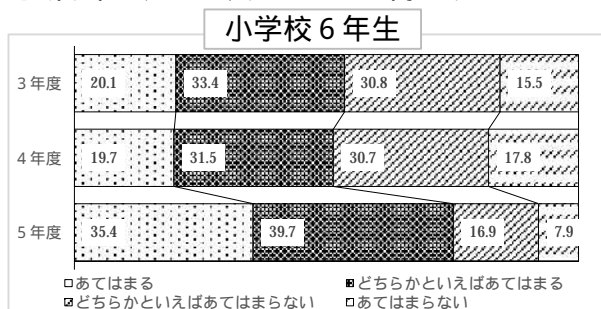 小学校6年生
3年度 20.1 33.4 30.8 15.5
4年度 19.7 31.5 30.7 17.8
5年度 35.4 39.7 16.9 7.9
□あてはまる ▩どちらかといえばあてはまる
▨どちらかといえばあてはまらない □あてはまらない